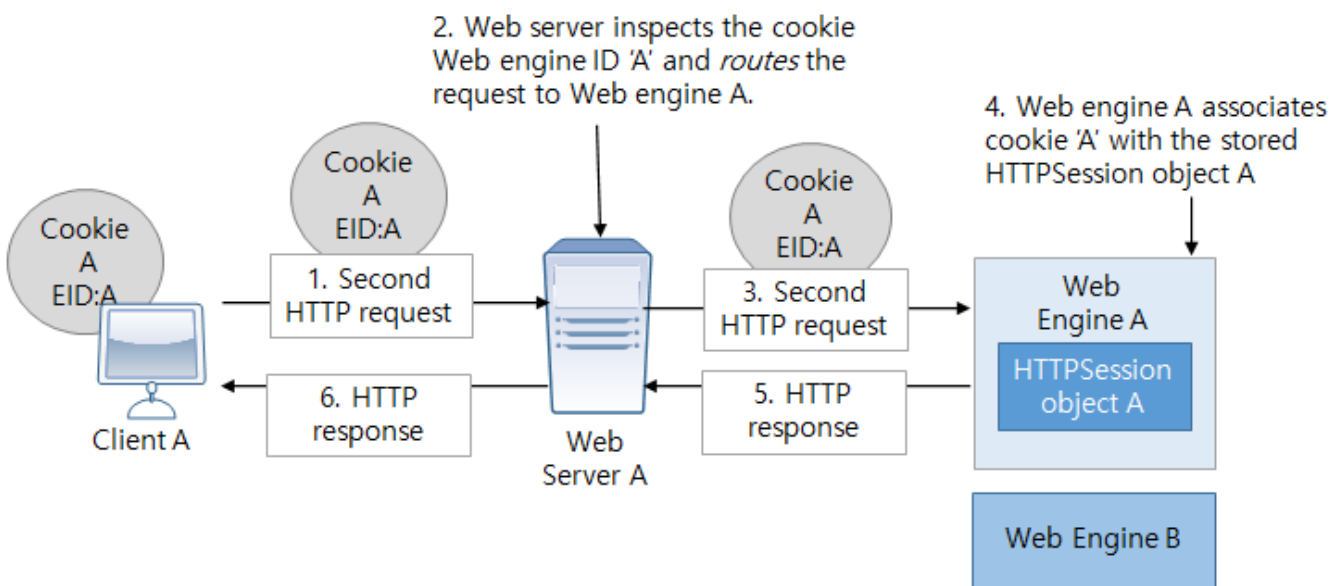 2. Web server inspects the cookie
Web engine ID ‘A’ and routes the
request to Web engine A.
4. Web engine A associates
cookie ‘A’ with the stored
HTTPSession object A
Cookie
A
EID:A
Cookie
A
EID:A
Cookie
A
EID:A
1. Second
HTTP request
3. Second
HTTP request
Web
Engine A
HTTPSession
object A
6. HTTP
response
5. HTTP
response
Client A
Web
Server A
Web Engine B